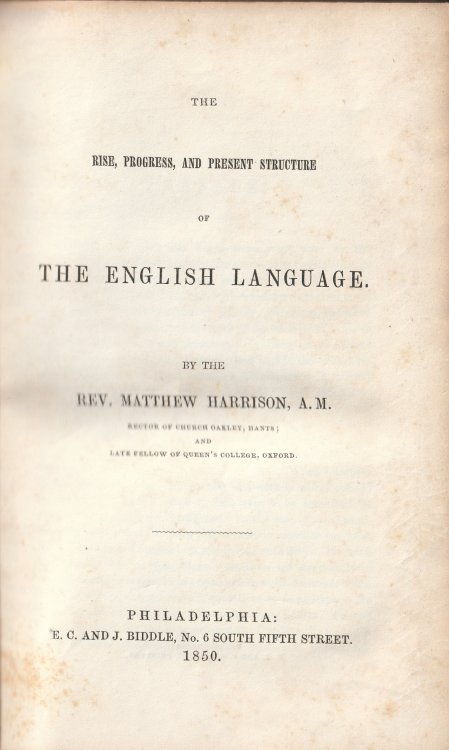 THE
RISE, PROGRESS, AND PRESENT STRUCTURE
OF
THE ENGLISH LANGUAGE.
BY THE
REV. MATTHEW HARRISON, A.M.
RECTOR OF CHURCH OAKLEY, HANTS;
AND
LATE FELLOW OF QUEEN'S COLLEGE, OXFORD.
PHILADELPHIA:
E. C. AND J. BIDDLE, No. 6 SOUTH FIFTH STREET.
1850.